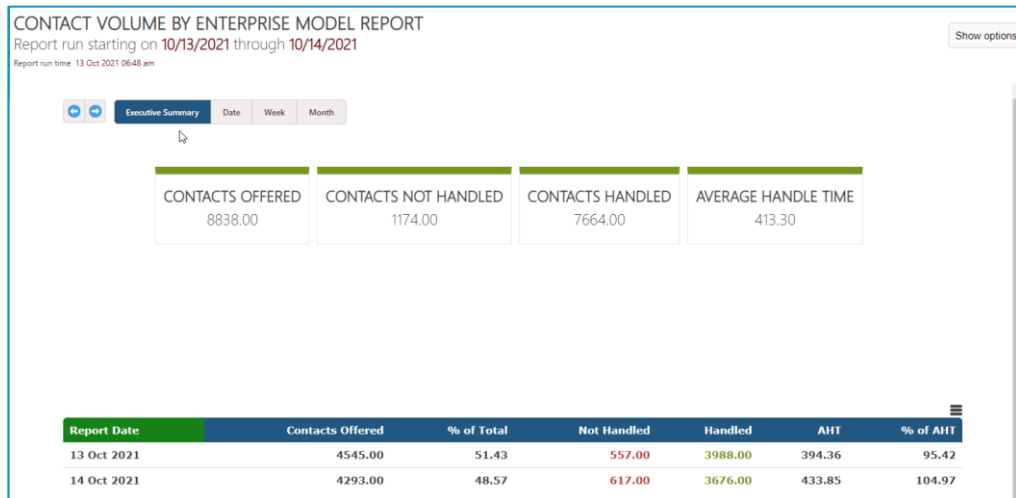 CONTACT VOLUME BY ENTERPRISE MODEL REPORT
Report run starting on 10/13/2021 through 10/14/2021
Show options
Report run time 13 Oct 2021 06:48 am
Executive Summary Date Week Month
CONTACTS OFFERED CONTACTS NOT HANDLED CONTACTS HANDLED AVERAGE HANDLE TIME
8838.00 1174.00 7664.00 413.30
Report Date Contacts Offered % of Total Not Handled Handled AHT % of AHT
13 Oct 2021 4545.00 51.43 557.00 3988.00 394.36 95.42
14 Oct 2021 4293.00 48.57 617.00 3676.00 433.85 104.97